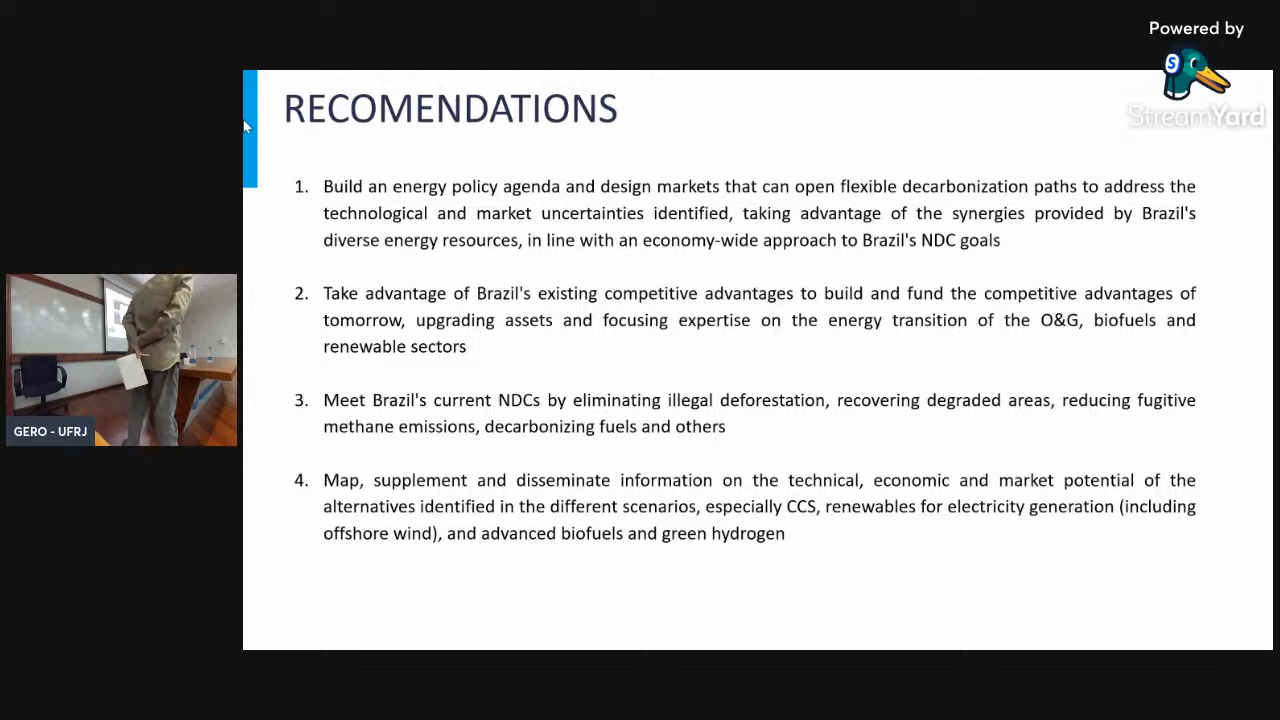 Powered by
S
StreamYard
RECOMENDATIONS
1. Build an energy policy agenda and design markets that can open flexible decarbonization paths to address the
technological and market uncertainties identified, taking advantage of the synergies provided by Brazil's
diverse energy resources, in line with an economy-wide approach to Brazil's NDC goals
2. Take advantage of Brazil's existing competitive advantages to build and fund the competitive advantages of
tomorrow, upgrading assets and focusing expertise on the energy transition of the O&G, biofuels and
renewable sectors
3. Meet Brazil's current NDCs by eliminating illegal deforestation, recovering degraded areas, reducing fugitive
methane emissions, decarbonizing fuels and others
4. Map, supplement and disseminate information on the technical, economic and market potential of the
alternatives identified in the different scenarios, especially CCS, renewables for electricity generation (including
offshore wind), and advanced biofuels and green hydrogen
GERO - UFRJ